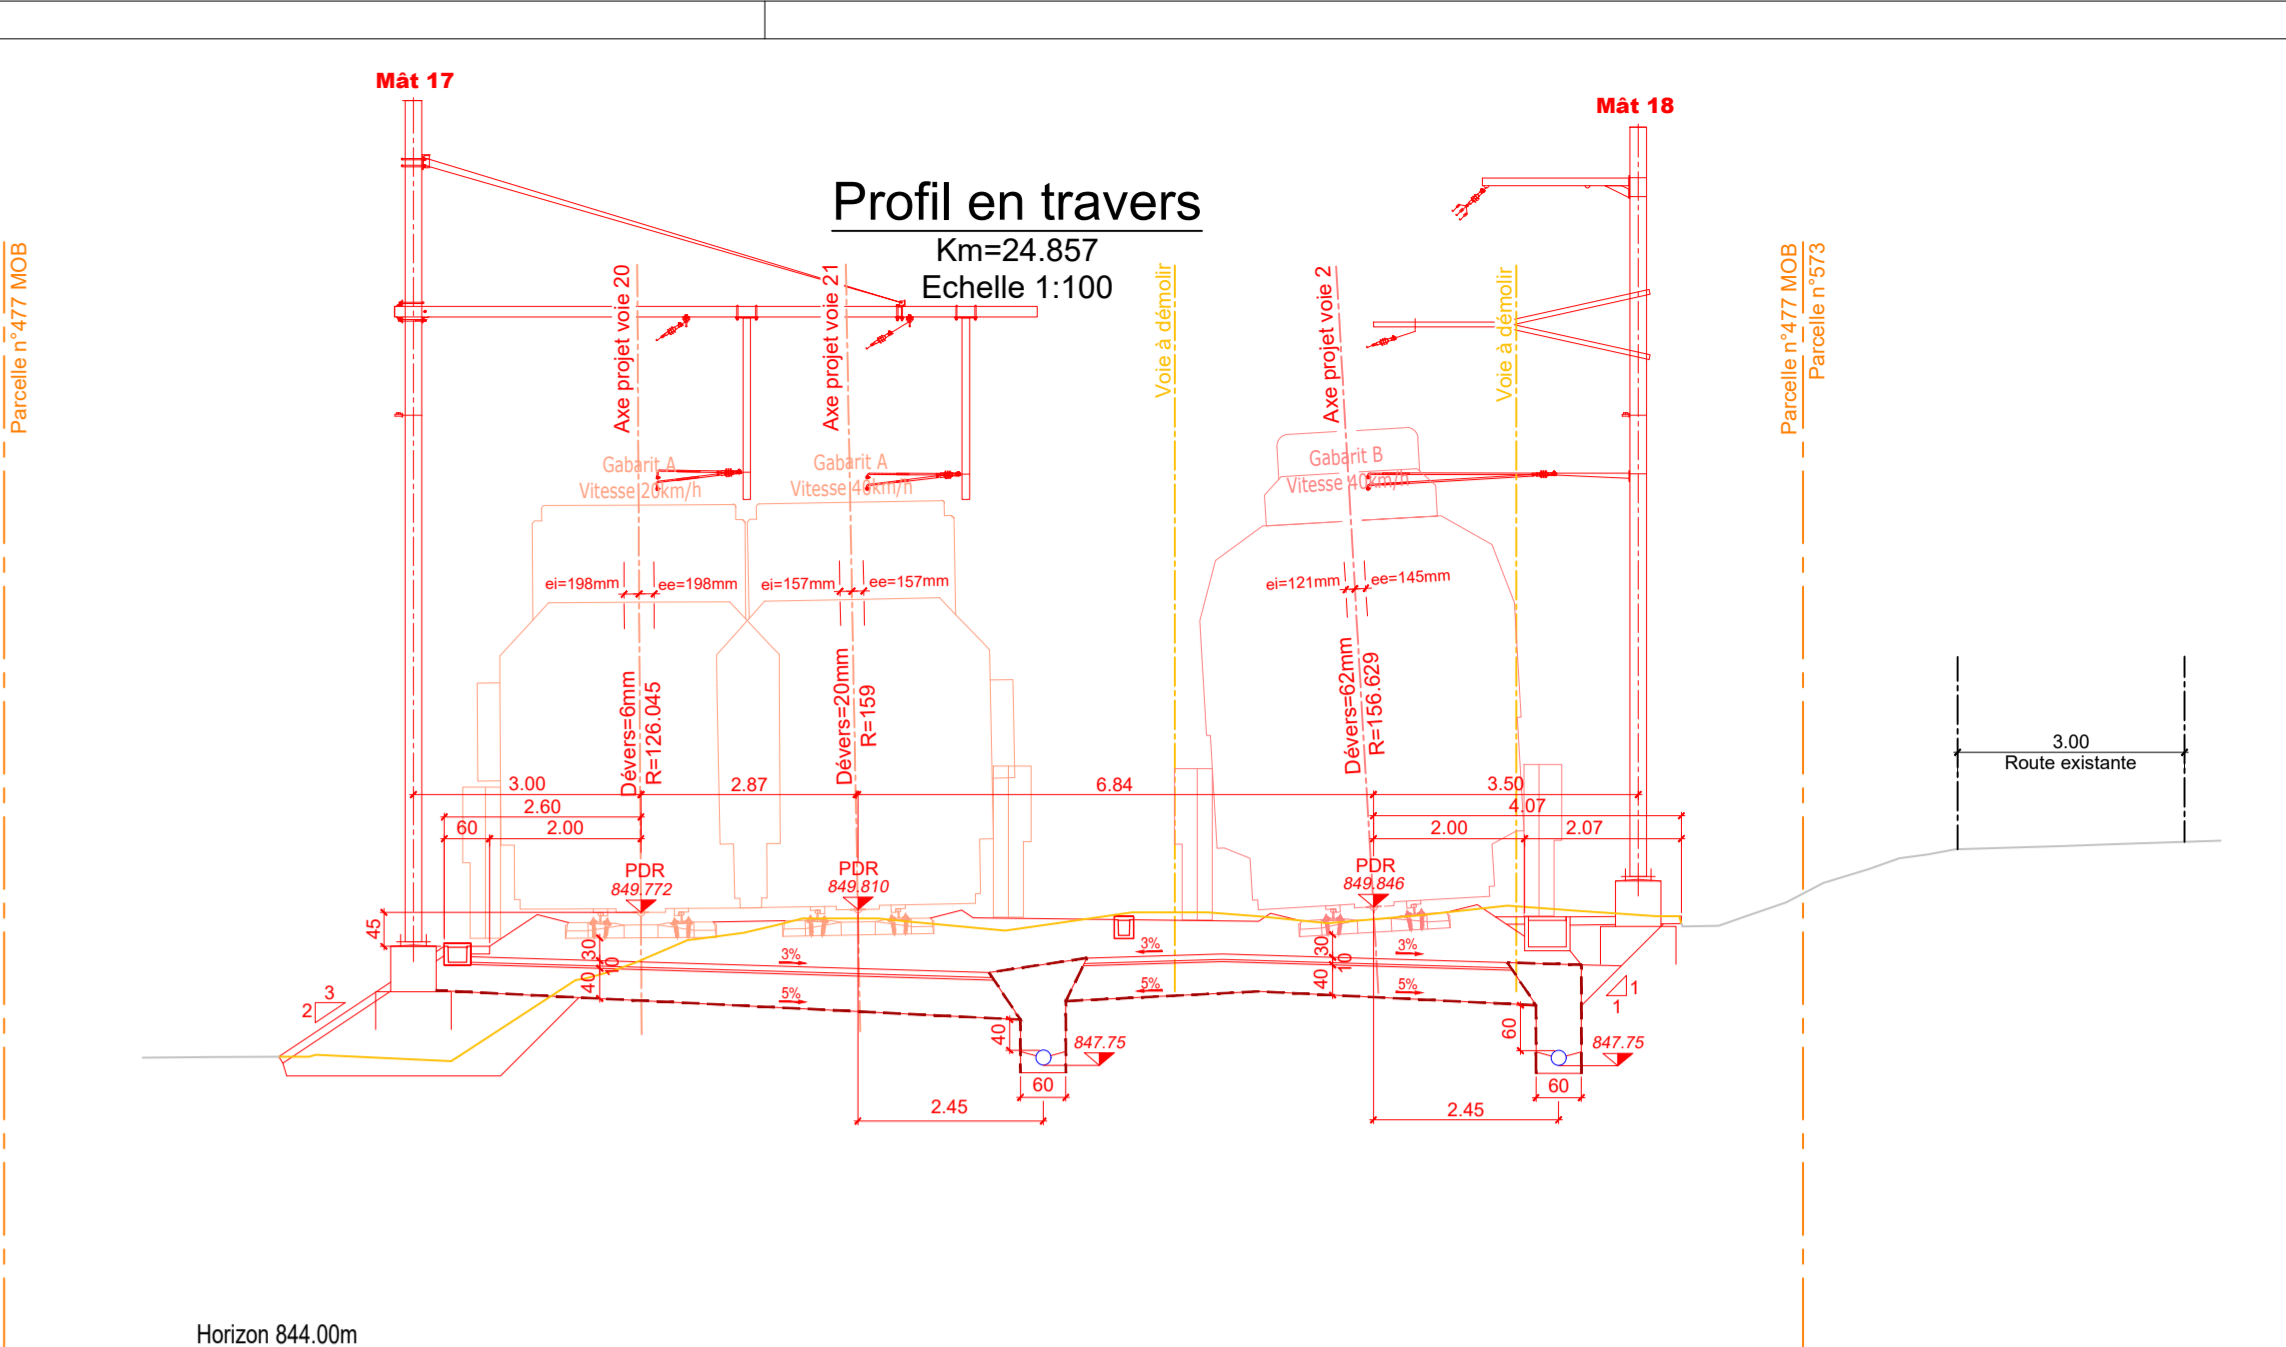 Mât 17
Mât 18
Profil en travers
Km=24.857
Echelle 1:100
Parcelle n°477 MOB
Axe projet voie 20
Axe projet voie 21
Voie à démolir
Axe projet voie 2
Voie à démolir
Parcelle n°477 MOB
Parcelle n°573
Gabarit A
Vitesse 20km/h
Gabarit A
Vitesse 40km/h
Gabarit B
Vitesse 40km/h
ei=198mm
ee=198mm
ei=157mm
ee=157mm
ei=121mm
ee=145mm
Dévers=6mm
R=126.045
Dévers=20mm
R=159
Dévers=62mm
R=156.629
3.00
Route existante
3.00
2.87
6.84
3.50
2.60
4.07
60
2.00
2.00
2.07
PDR
849.772
PDR
849.810
PDR
849.846
45
30
10
40
3%
5%
3%
5%
30
10
40
3%
5%
3
2
1
1
40
847.75
60
847.75
60
60
2.45
2.45
Horizon 844.00m